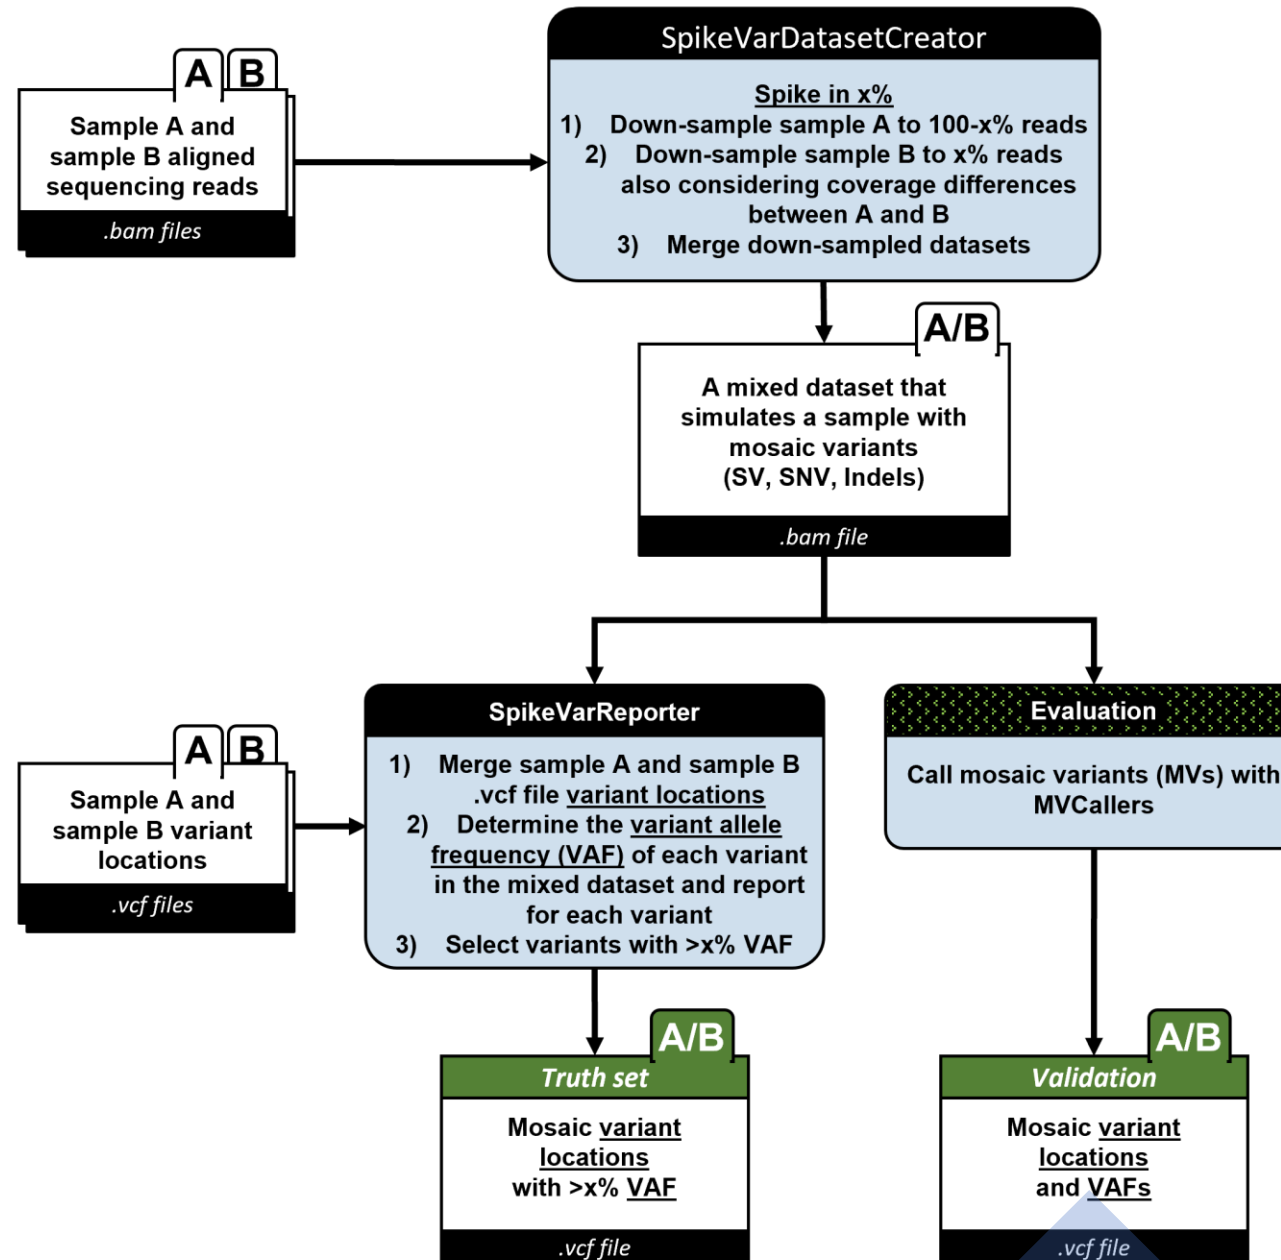 SpikeVarDatasetCreator
Spike in x%
1) Down-sample sample A to 100-x% reads
2) Down-sample sample B to x% reads
also considering coverage differences
between A and B
3) Merge down-sampled datasets
A B
Sample A and
sample B aligned
sequencing reads
.bam files
A/B
A mixed dataset that
simulates a sample with
mosaic variants
(SV, SNV, Indels)
.bam file
A B
Sample A and
sample B variant
locations
.vcf files
SpikeVarReporter
1) Merge sample A and sample B
.vcf file variant locations
2) Determine the variant allele
frequency (VAF) of each variant
in the mixed dataset and report
for each variant
3) Select variants with >x% VAF
Evaluation
Call mosaic variants (MVs) with
MVCallers
A/B
Truth set
Mosaic variant
locations
with >x% VAF
.vcf file
A/B
Validation
Mosaic variant
locations
and VAFs
.vcf file